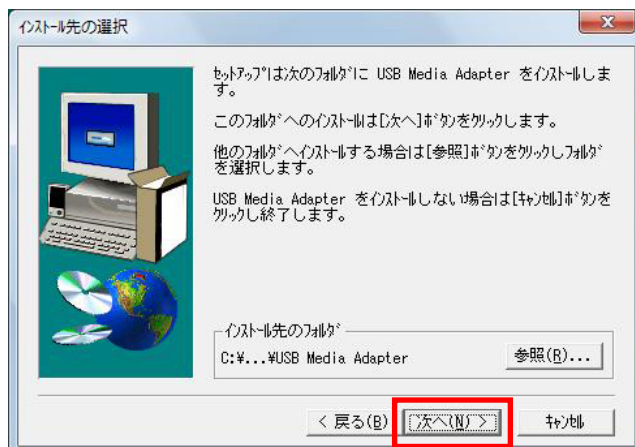 インストール先の選択
セットアップは次のフォルダに USB Media Adapter をインストールしま
す。
このフォルダへのインストールは[次へ]ボタンをクリックします。
他のフォルダへインストールする場合は[参照]ボタンをクリックしフォルダ
を選択します。
USB Media Adapter をインストールしない場合は[キャンセル]ボタンを
クリックし終了します。
インストール先のフォルダ
C:¥...¥USB Media Adapter
参照(R)...
< 戻る(B)
次へ(N) >
キャンセル